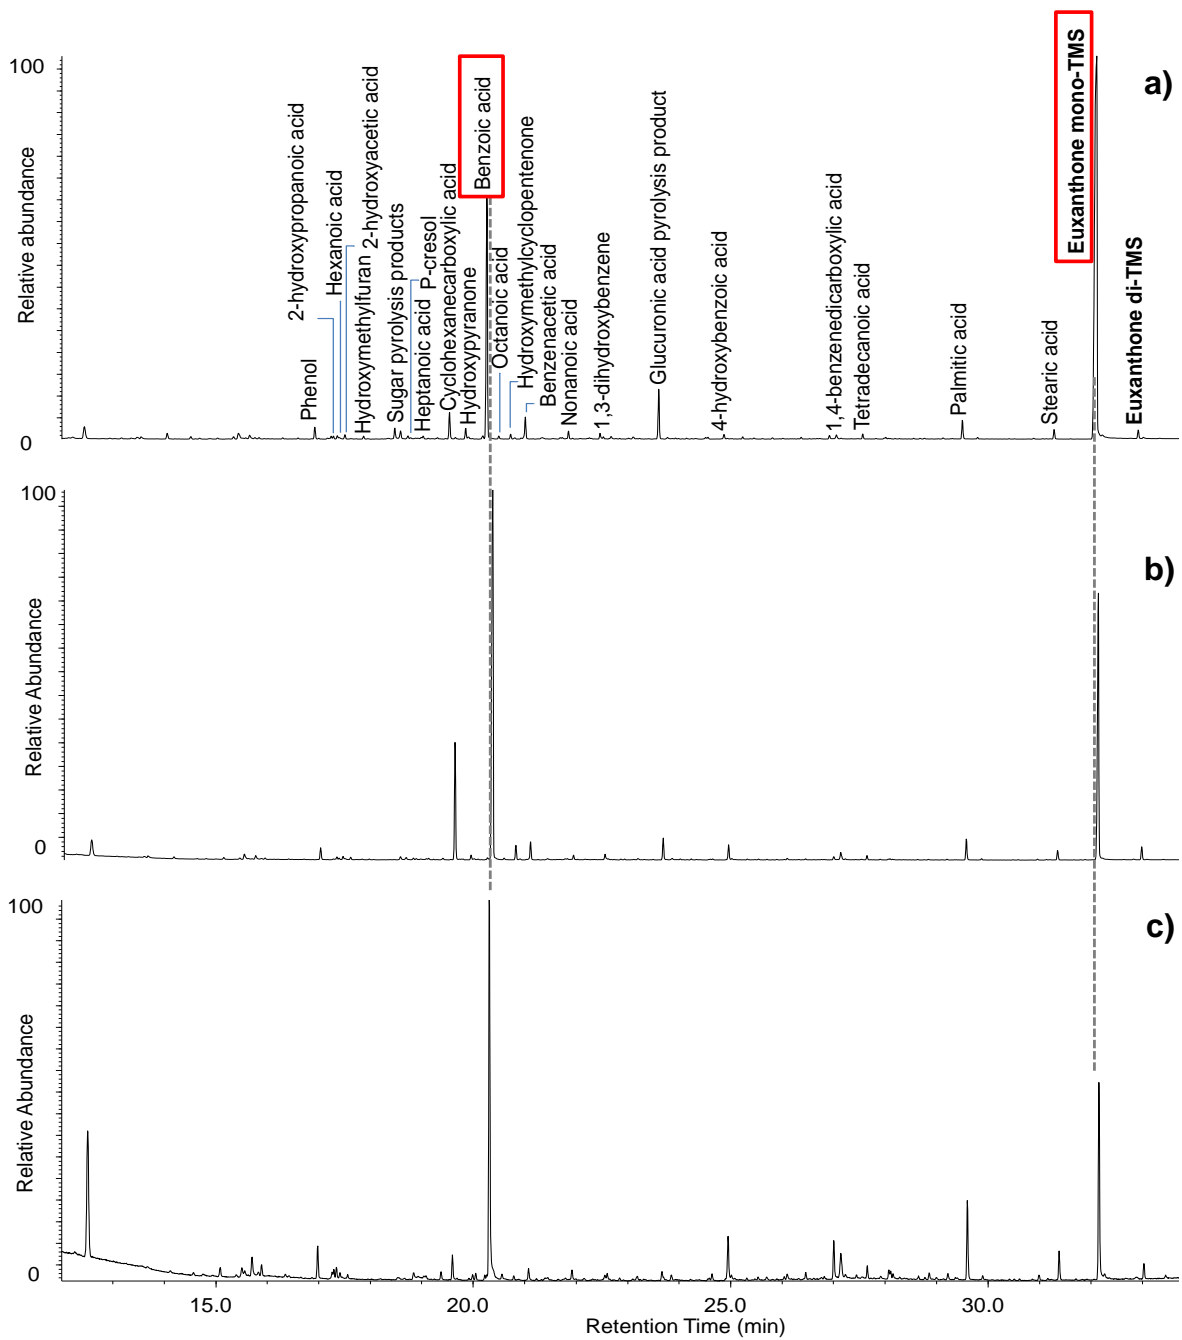 a)
100
Relative abundance
0
Phenol
2-hydroxypropanoic acid
Hexanoic acid
2-hydroxyacetic acid
Hydroxymethylfuran
Sugar pyrolysis products
Heptanoic acid
P-cresol
Cyclohexanecarboxylic acid
Hydroxypyranone
Benzoic acid
Octanoic acid
Hydroxymethylcyclopentenone
Benzenacetic acid
Nonanoic acid
1,3-dihydroxybenzene
Glucuronic acid pyrolysis product
4-hydroxybenzoic acid
1,4-benzenedicarboxylic acid
Tetradecanoic acid
Palmitic acid
Stearic acid
Euxanthone mono-TMS
Euxanthone di-TMS
b)
100
Relative Abundance
0
c)
100
Relative Abundance
0
15.0
20.0
25.0
30.0
Retention Time (min)